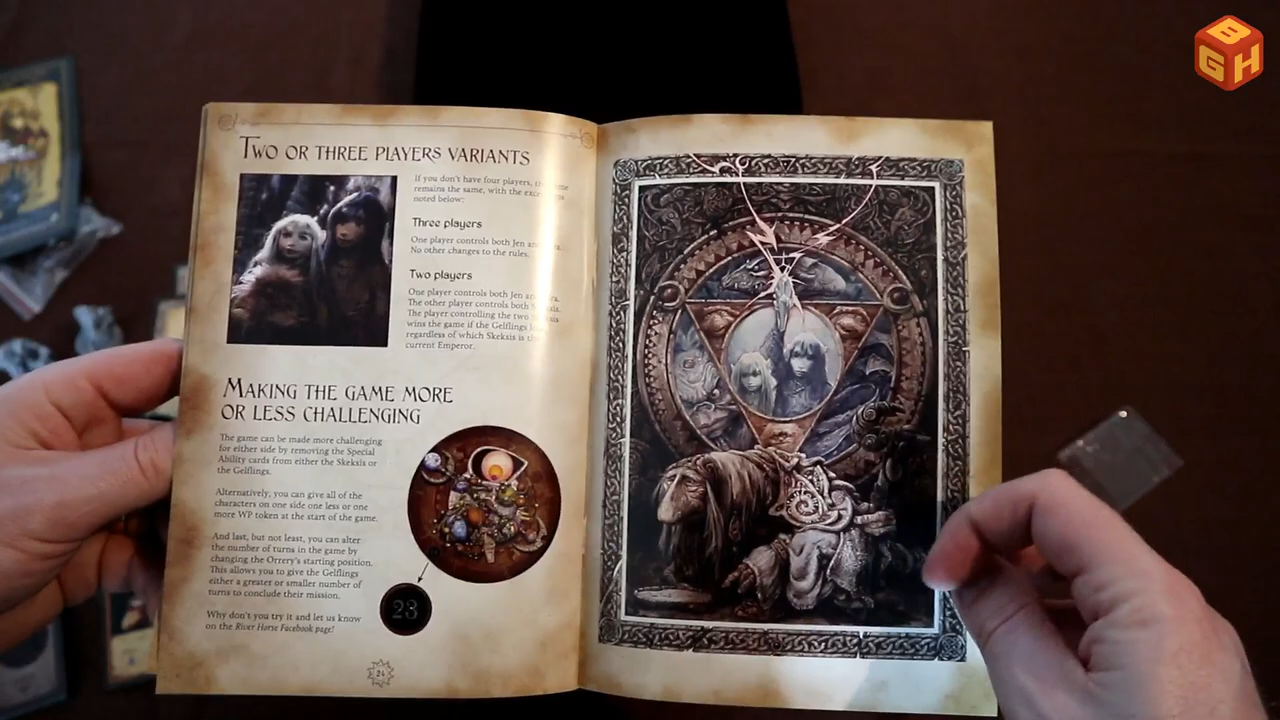 TWO OR THREE PLAYERS VARIANTS
If you don't have four players, the game
remains the same, with the exceptions
noted below:
Three players
One player controls both Jen and
No other changes to the rules.
Two players
One player controls both Jen and
The other player controls both
The player controlling the two
wins the game if the Gelflings
regardless of which Skeksis is the
current Emperor.
MAKING THE GAME MORE
OR LESS CHALLENGING
The game can be made more challenging
for either side by removing the Special
Ability cards from either the Skeksis or
the Gelflings.
Alternatively, you can give all of the
characters on one side one less or one
more WP token at the start of the game.
And last, but not least, you can alter
the number of turns in the game by
changing the Orrery's starting position.
This allows you to give the Gelflings
either a greater or smaller number of
turns to conclude their mission.
Why don't you try it and let us know
on the River Horse Facebook page!
23
24
B
G H